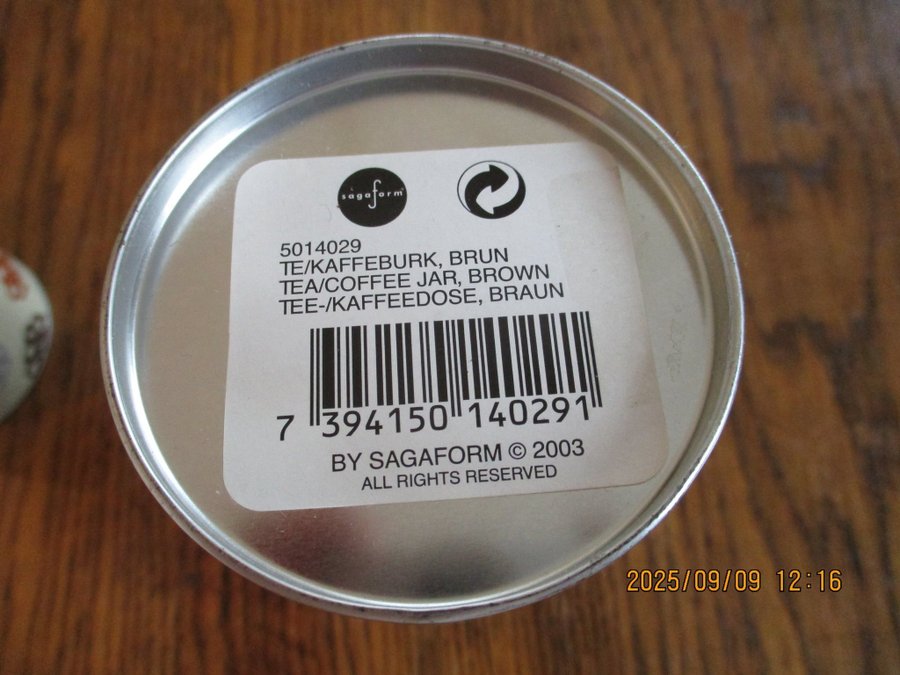 sagaform
5014029
TE/KAFFEBURK, BRUN
TEA/COFFEE JAR, BROWN
TEE-/KAFFEEDOSE, BRAUN
7 394150 140291
BY SAGAFORM © 2003
ALL RIGHTS RESERVED
2025/09/09 12:16